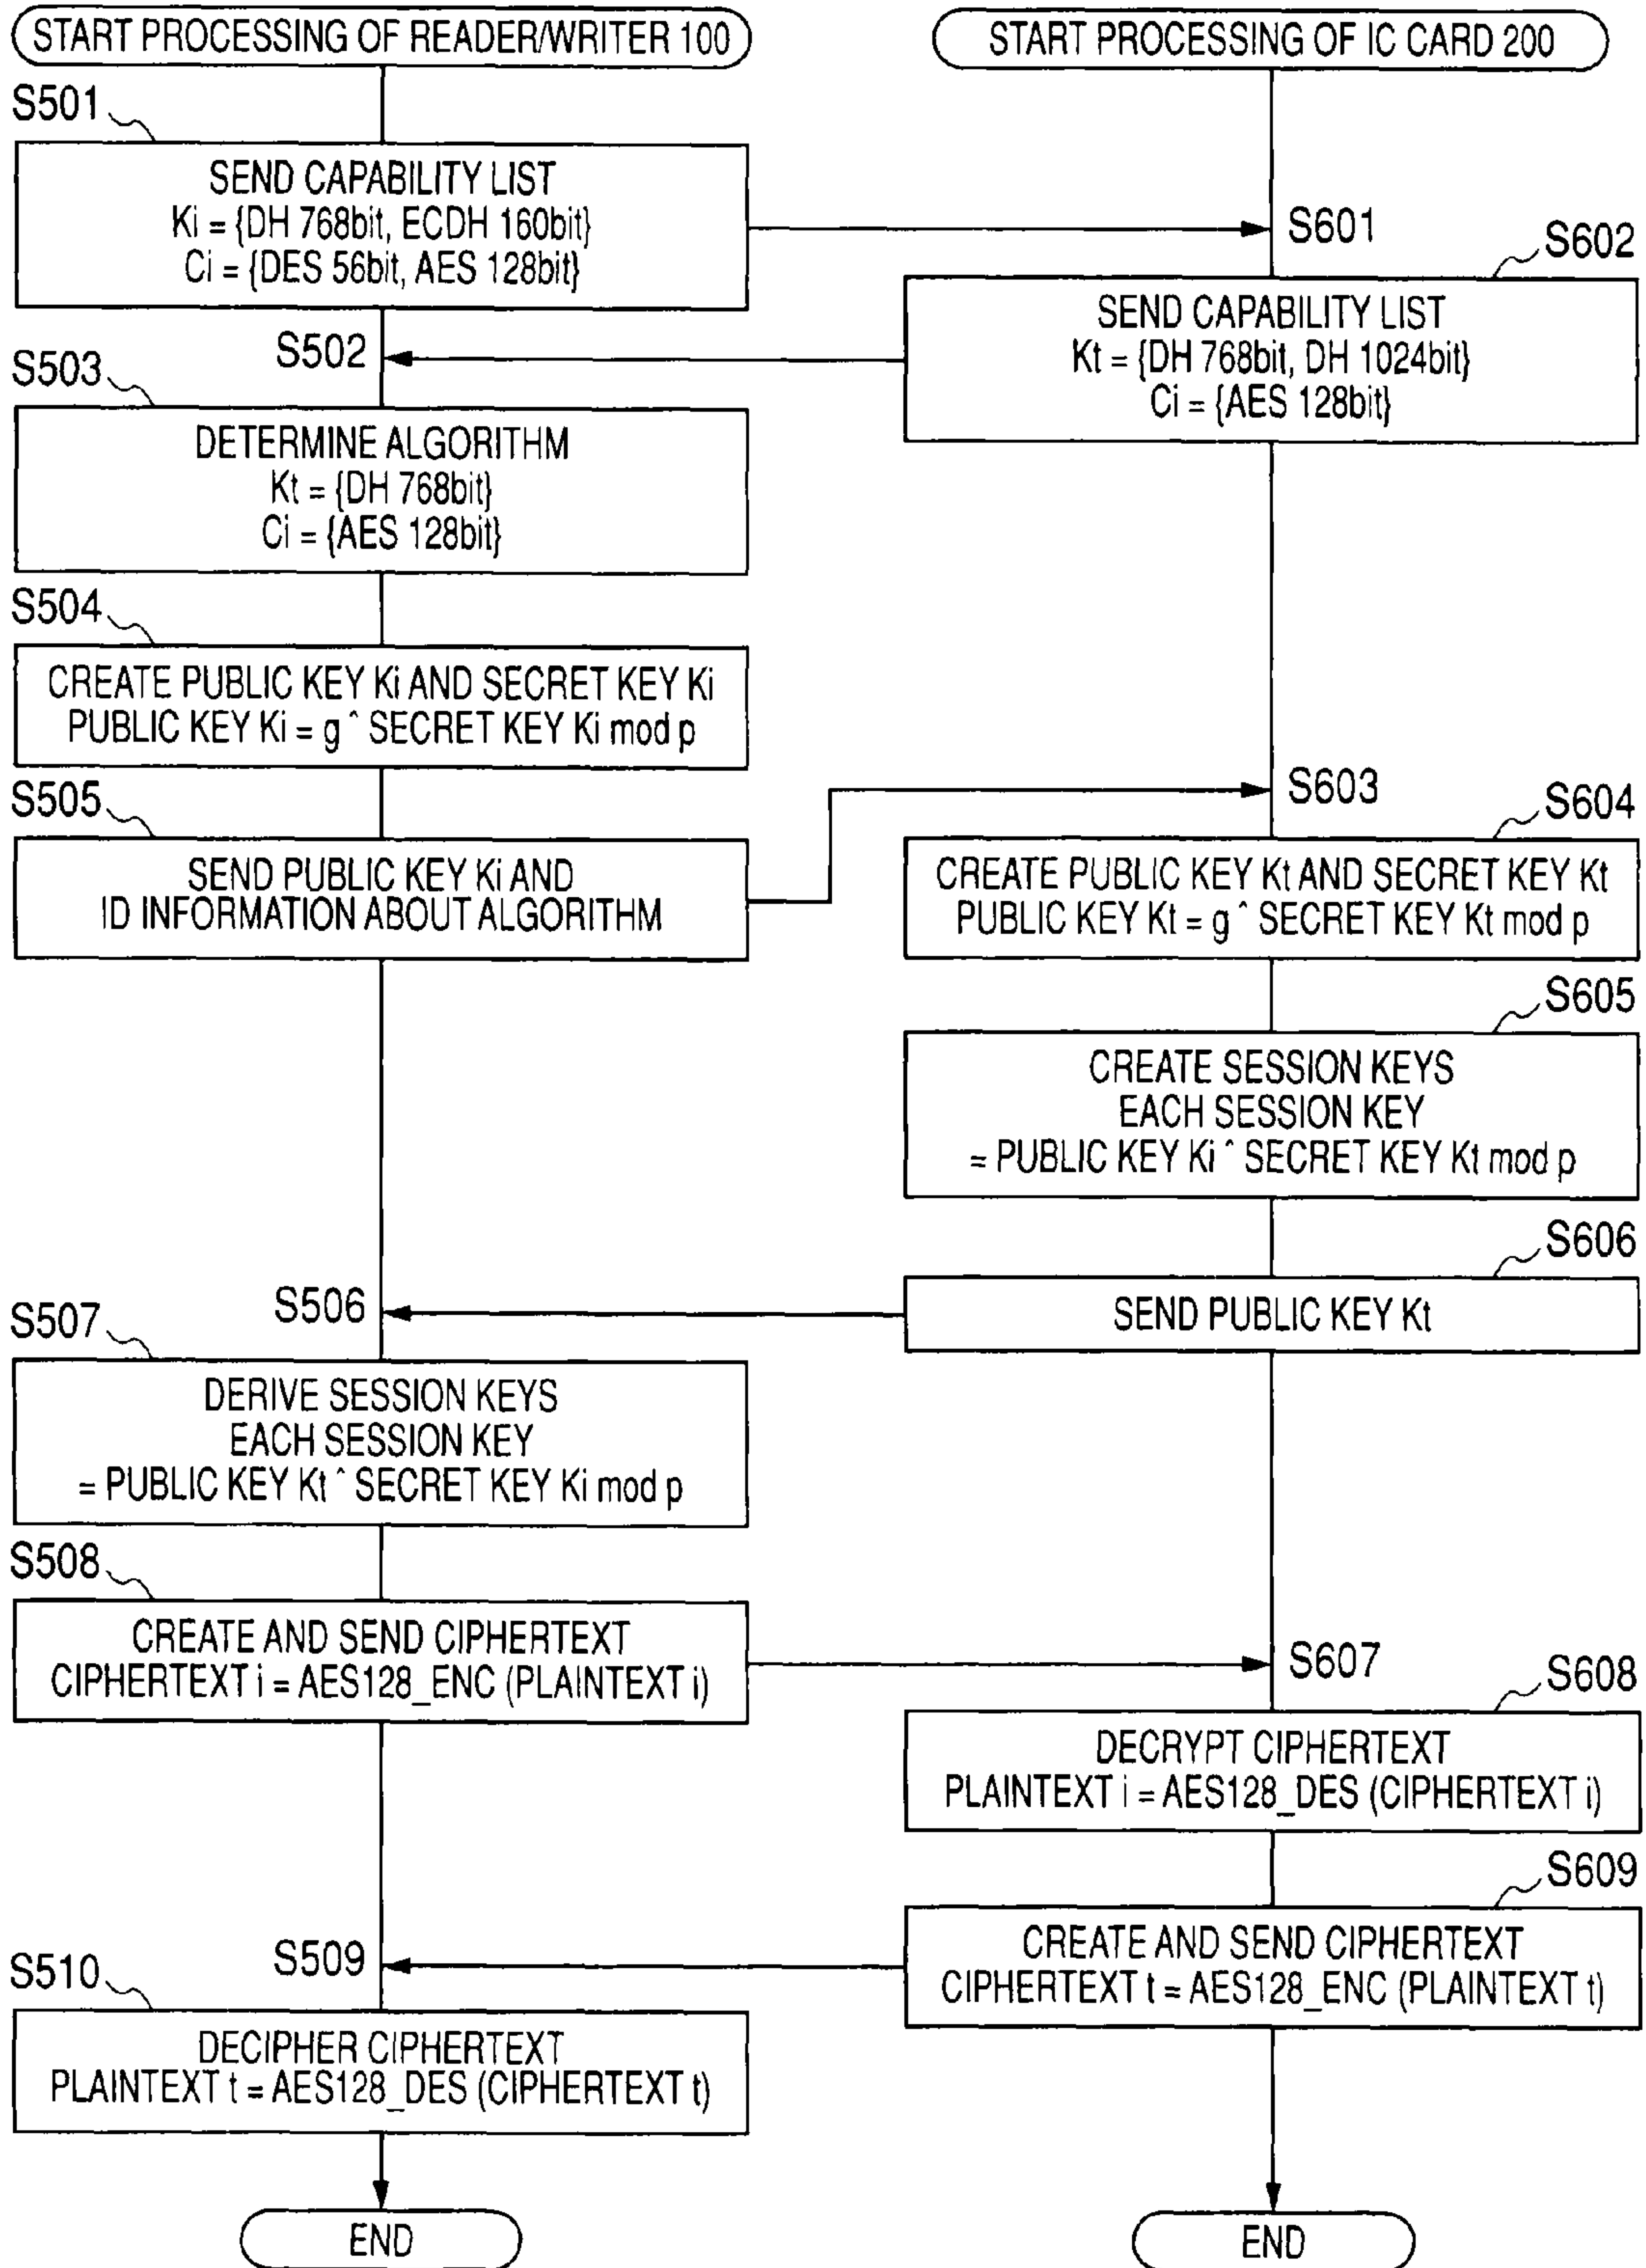 START PROCESSING OF READER/WRITER 100
START PROCESSING OF IC CARD 200
S501
SEND CAPABILITY LIST
Ki = {DH 768bit, ECDH 160bit}
Ci = {DES 56bit, AES 128bit}
S601
S602
SEND CAPABILITY LIST
Kt = {DH 768bit, DH 1024bit}
Ci = {AES 128bit}
S502
S503
DETERMINE ALGORITHM
Kt = {DH 768bit}
Ci = {AES 128bit}
S504
CREATE PUBLIC KEY Ki AND SECRET KEY Ki
PUBLIC KEY Ki = g ^ SECRET KEY Ki mod p
S505
SEND PUBLIC KEY Ki AND
ID INFORMATION ABOUT ALGORITHM
S603
S604
CREATE PUBLIC KEY Kt AND SECRET KEY Kt
PUBLIC KEY Kt = g ^ SECRET KEY Kt mod p
S605
CREATE SESSION KEYS
EACH SESSION KEY
= PUBLIC KEY Ki ^ SECRET KEY Kt mod p
S606
SEND PUBLIC KEY Kt
S506
S507
DERIVE SESSION KEYS
EACH SESSION KEY
= PUBLIC KEY Kt ^ SECRET KEY Ki mod p
S508
CREATE AND SEND CIPHERTEXT
CIPHERTEXT i = AES128_ENC (PLAINTEXT i)
S607
S608
DECRYPT CIPHERTEXT
PLAINTEXT i = AES128_DES (CIPHERTEXT i)
S609
CREATE AND SEND CIPHERTEXT
CIPHERTEXT t = AES128_ENC (PLAINTEXT t)
S509
S510
DECIPHER CIPHERTEXT
PLAINTEXT t = AES128_DES (CIPHERTEXT t)
END
END